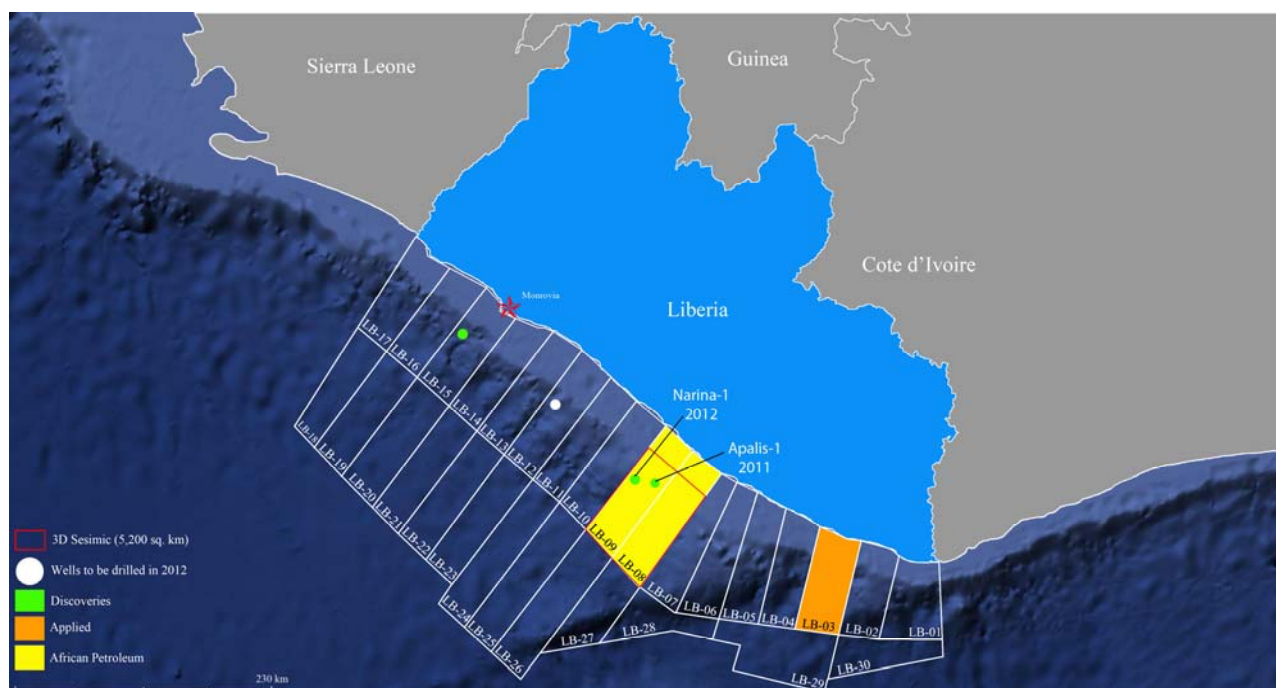 Sierra Leone
Guinea
Cote d'Ivoire
Liberia
Monrovia
Narina-1
2012
Apalis-1
2011
LB-17
LB-16
LB-15
LB-14
LB-13
LB-12
LB-11
LB-10
LB-09
LB-08
LB-07
LB-06
LB-05
LB-04
LB-03
LB-02
LB-01
LB-18
LB-19
LB-20
LB-21
LB-22
LB-23
LB-24
LB-25
LB-26
LB-27
LB-28
LB-29
LB-30
3D Sesimic (5,200 sq. km)
Wells to be drilled in 2012
Discoveries
Applied
African Petroleum
230 km